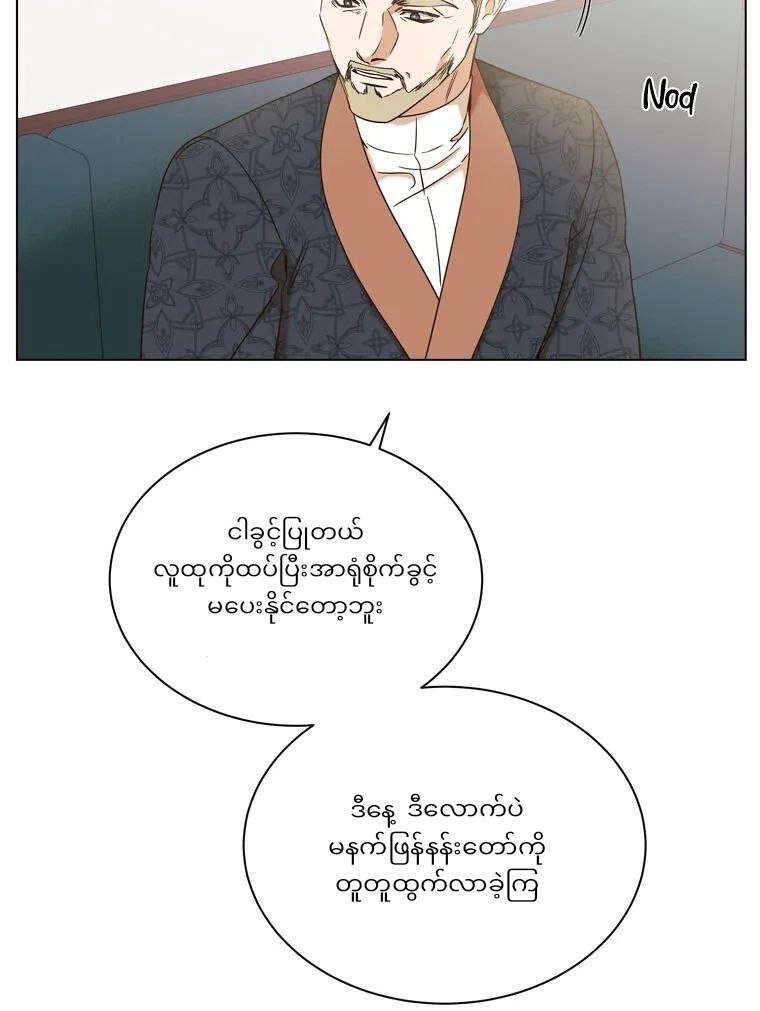 Nod
ငါခွင့်ပြုတယ်
လူထုကိုထပ်ပြီးအာရုံစိုက်ခွင့်
မပေးနိုင်တော့ဘူး
ဒီနေ့ ဒီလောက်ပဲ
မနက်ဖြန်နန်းတော်ကို
တူတူထွက်လာခဲ့ကြ